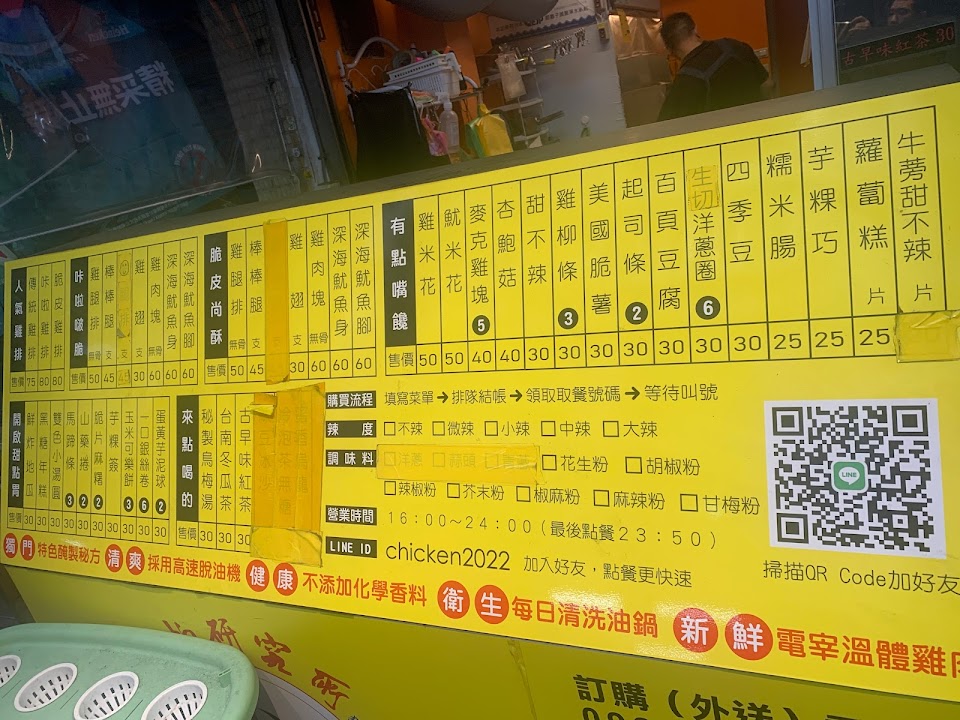 精采無止
古早味紅茶 30
人氣雞排
傳統雞排 75
咔啦雞排 80
脆皮雞排 80
售價
咔啦啵脆
雞腿排 無骨 50
棒棒腿 支 45
雞翅 支 30
雞肉塊 無骨 60
深海魷魚身 60
深海魷魚腳 60
售價
脆皮尚酥
雞腿排 無骨 50
棒棒腿 支 45
雞翅 支 30
雞肉塊 無骨 60
深海魷魚身 60
深海魷魚腳 60
售價
有點嘴饞
雞米花 50
魷米花 50
麥克雞塊 5 40
杏鮑菇 40
甜不辣 30
雞柳條 3 30
美國脆薯 30
起司條 2 30
百頁豆腐 30
生切洋蔥圈 6 30
四季豆 30
糯米腸 25
芋粿巧 25
蘿蔔糕 片 25
牛蒡甜不辣 片
售價
開啟甜點胃
鮮炸地瓜 30
黑糖年糕 30
雙色小湯圓 30
馬蹄條 3 30
山藥捲 2 30
脆片麻糬 2 30
芋粿簽 30
玉米可樂餅 3 30
一口銀絲卷 6 30
蛋黃芋泥球 2 30
售價
來點喝的
秘製烏梅湯 30
台南冬瓜茶 30
古早味紅茶 30
售價
購買流程 填寫菜單➔排隊結帳➔領取取餐號碼➔等待叫號
辣度 □不辣 □微辣 □小辣 □中辣 □大辣
調味料 □洋蔥 □蒜頭 □花生粉 □胡椒粉
□辣椒粉 □芥末粉 □椒麻粉 □麻辣粉 □甘梅粉
營業時間 16:00～24:00(最後點餐23:50)
LINE ID chicken2022 加入好友，點餐更快速
LINE
掃描QR Code加好友
獨門 特色醃製秘方 清爽 採用高速脫油機 健康 不添加化學香料 衛生 每日清洗油鍋 新鮮 電宰溫體雞肉
研究所
訂購(外送)